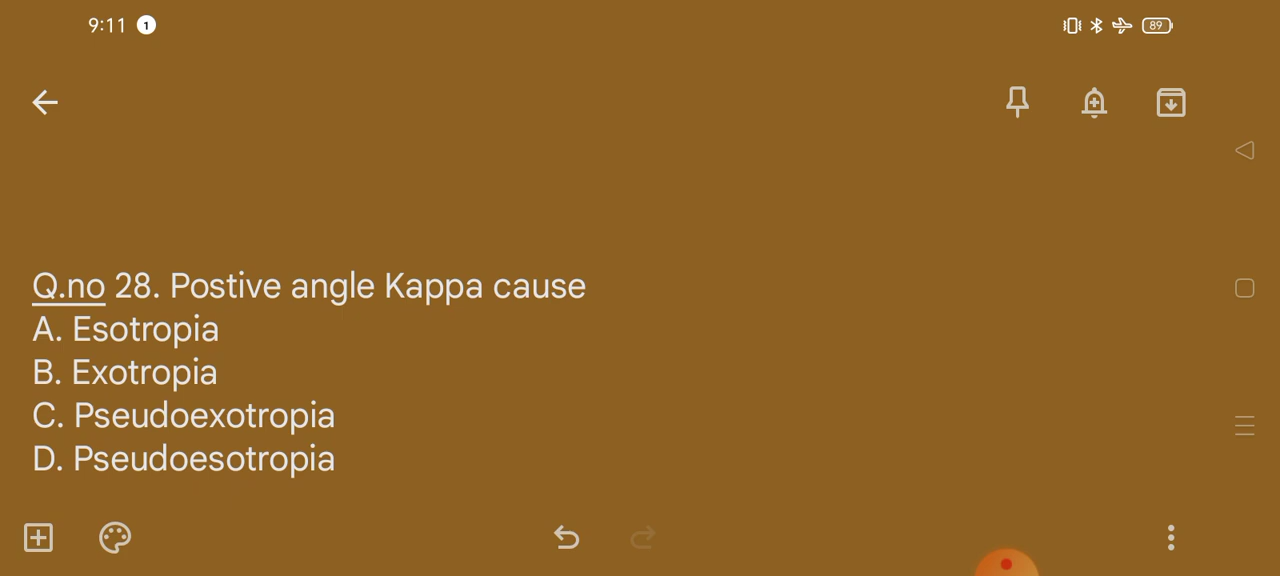 9:11 1
89
Q.no 28. Postive angle Kappa cause
A. Esotropia
B. Exotropia
C. Pseudoexotropia
D. Pseudoesotropia